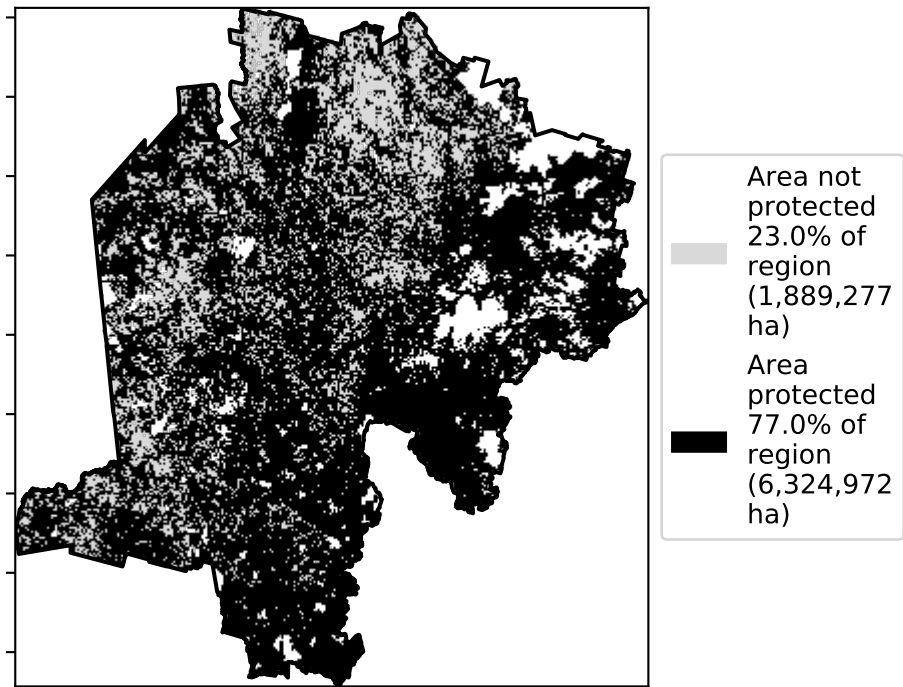 Area not
protected
23.0% of
region
(1,889,277
ha)
Area
protected
77.0% of
region
(6,324,972
ha)